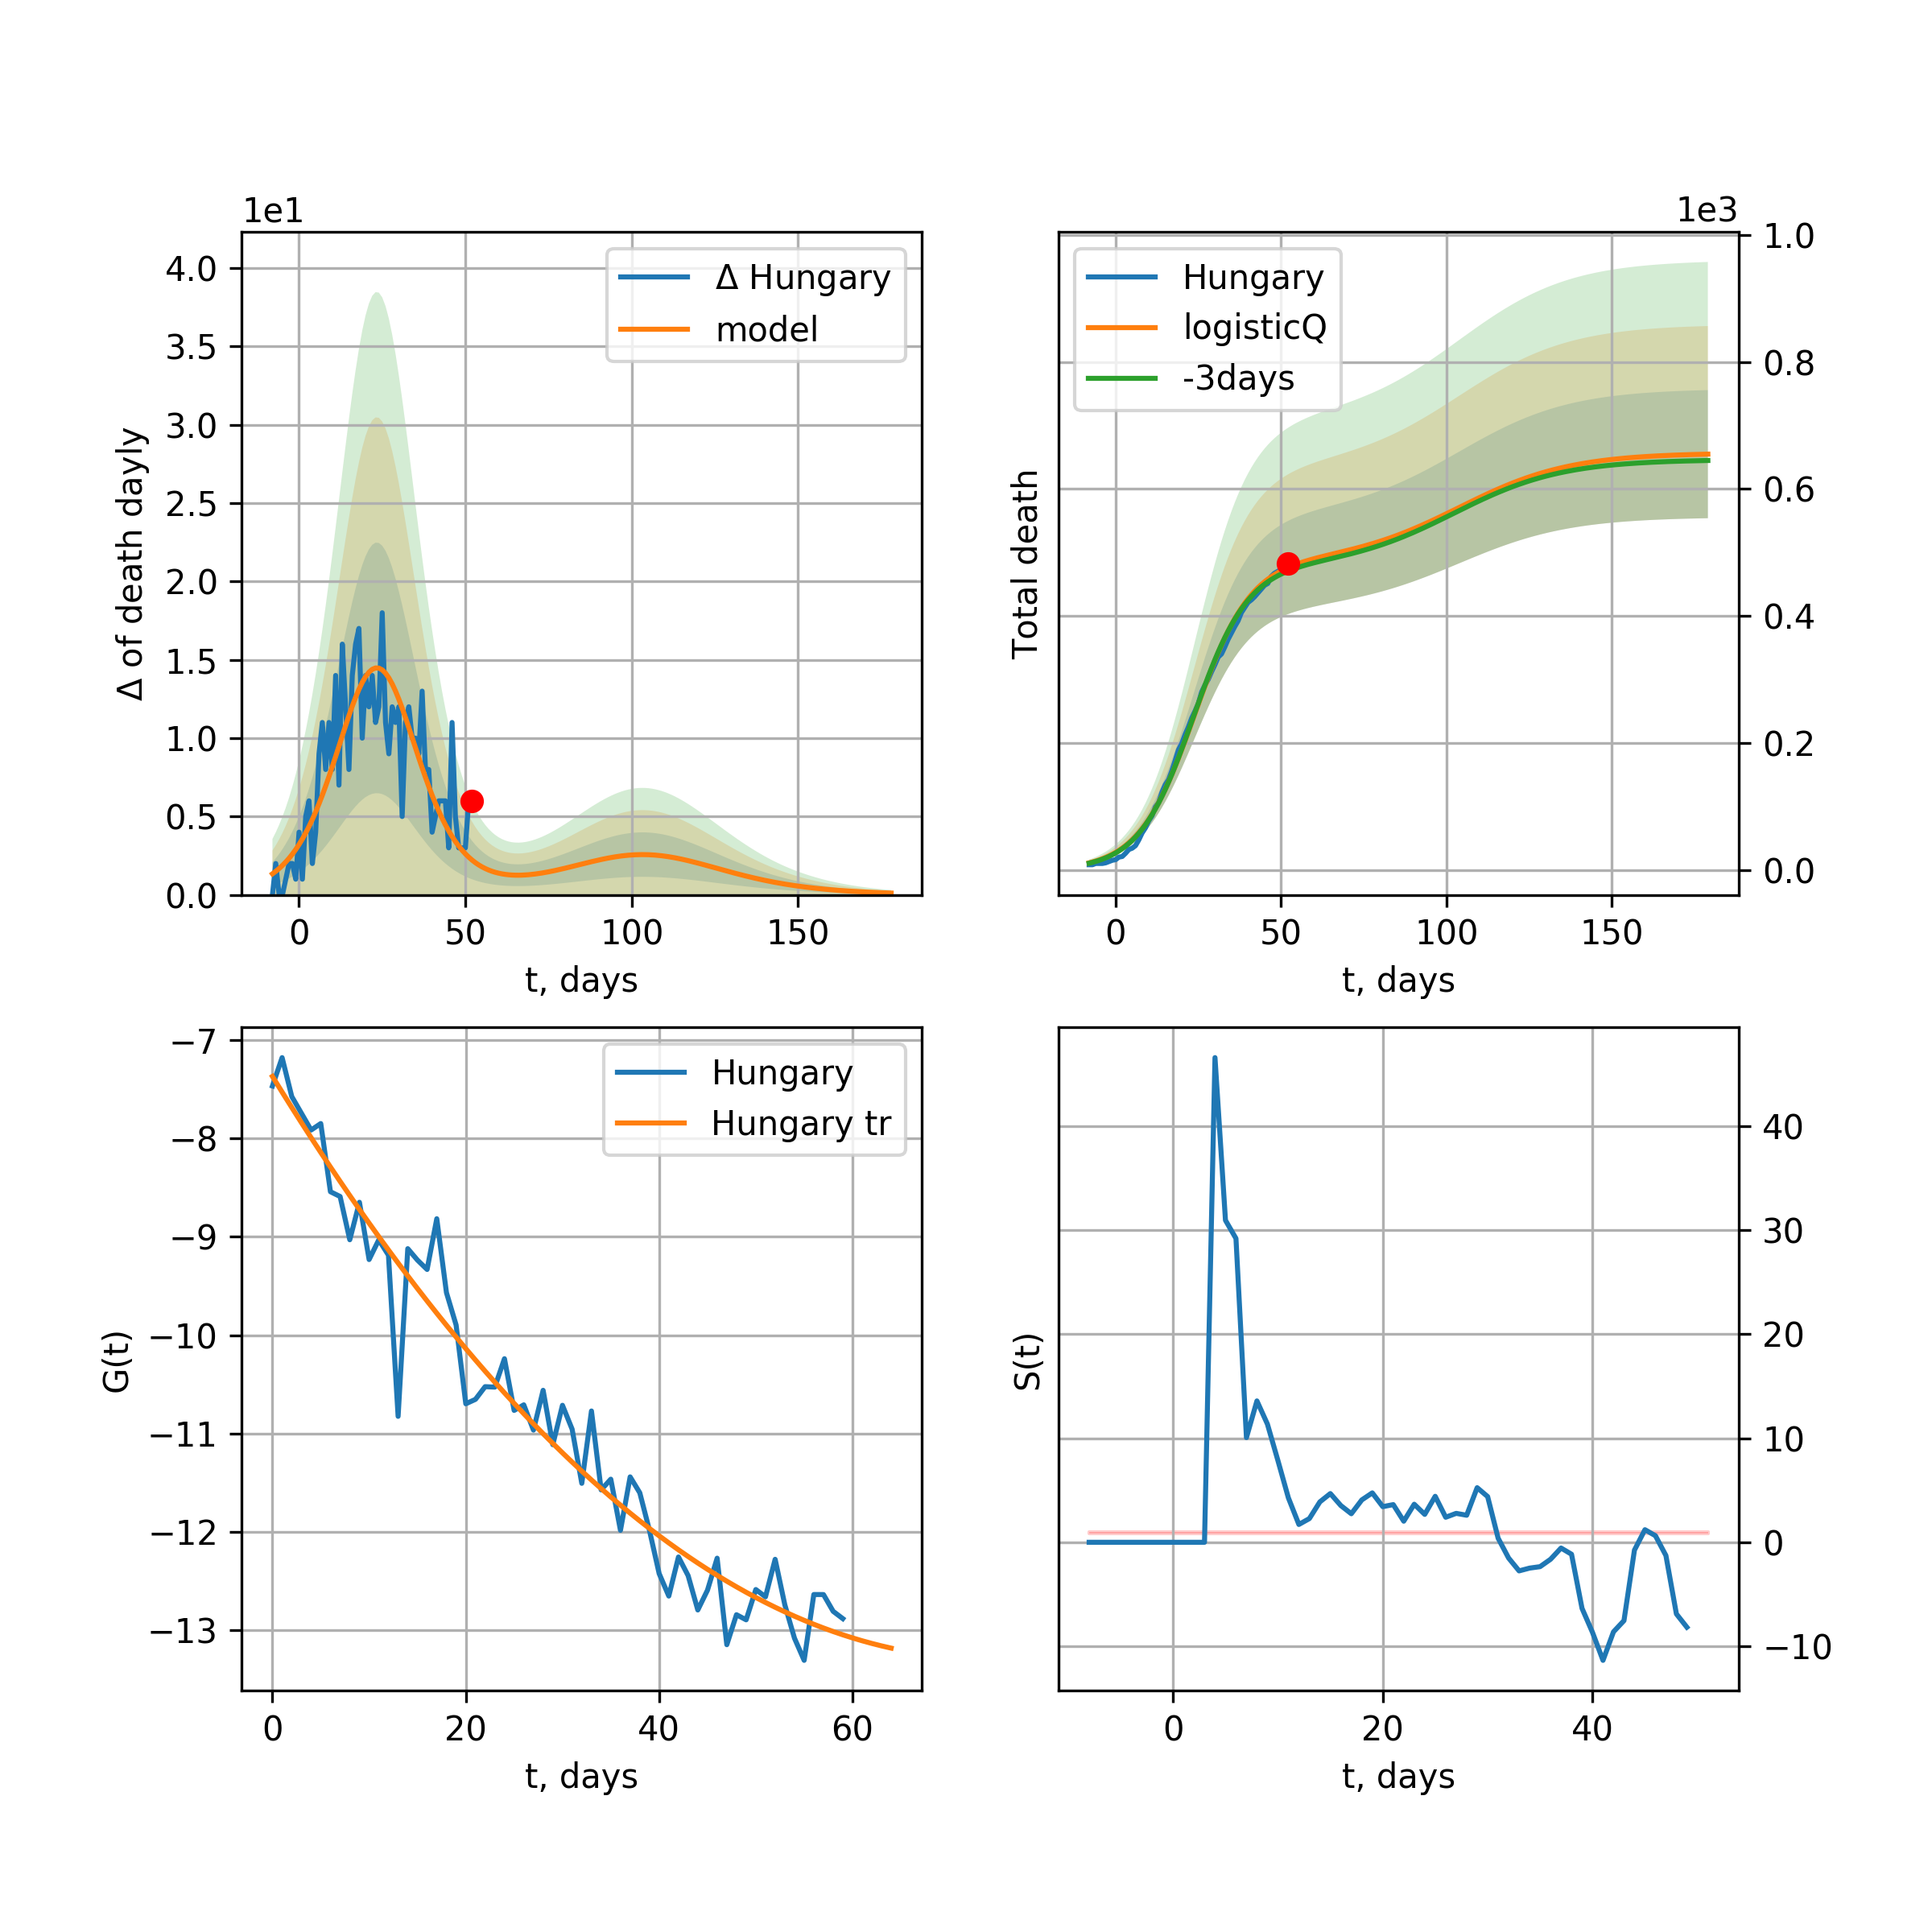 1e1
4.0
3.5
3.0
2.5
2.0
1.5
1.0
0.5
0.0
Δ of death dayly
Δ Hungary
model
0 50 100 150
t, days
1e3
1.0
0.8
0.6
0.4
0.2
0.0
Total death
Hungary
logisticQ
-3days
0 50 100 150
t, days
−7
−8
−9
−10
−11
−12
−13
G(t)
Hungary
Hungary tr
0 20 40 60
t, days
40
30
20
10
0
−10
S(t)
0 20 40
t, days